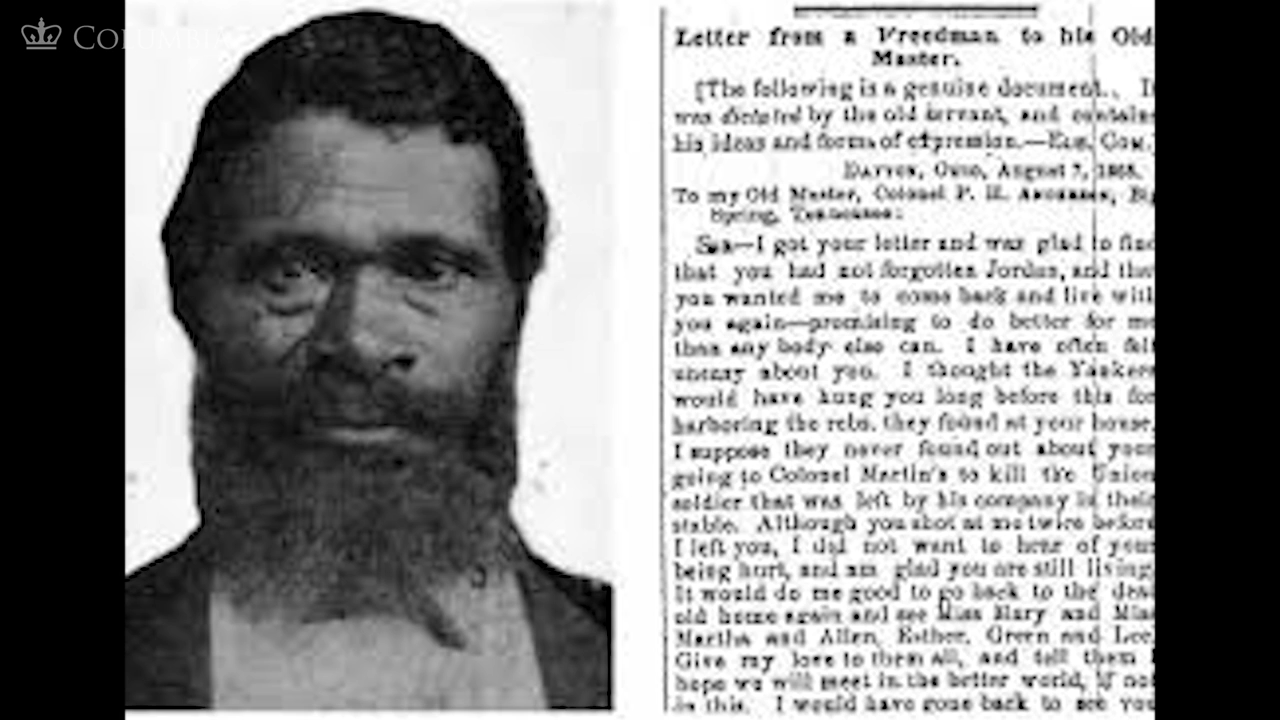 COLUMBIA
Letter from a Freedman to his Old
Master.
[The following is a genuine document. It
was dictated by the old servant, and contains
his ideas and forms of expression.—
DAYTON, OHIO, August 7, 1865.
To my Old Master, Colonel P. H. ANDERSON, Big
Spring, Tennessee:
SIR—I got your letter and was glad to find
that you had not forgotten Jordan, and that
you wanted me to come back and live with
you again—promising to do better for me
than any body else can. I have often felt
uneasy about you. I thought the Yankees
would have hung you long before this for
harboring the rebs. they found at your house.
I suppose they never found out about your
going to Colonel Martin's to kill the Union
soldier that was left by his company in their
stable. Although you shot at me twice before
I left you, I did not want to hear of your
being hurt, and am glad you are still living.
It would do me good to go back to the dear
old home again and see Miss Mary and Miss
Martha and Allen, Esther, Green and Lee.
Give my love to them all, and tell them I
hope we will meet in the better world, if not
in this. I would have gone back to see you